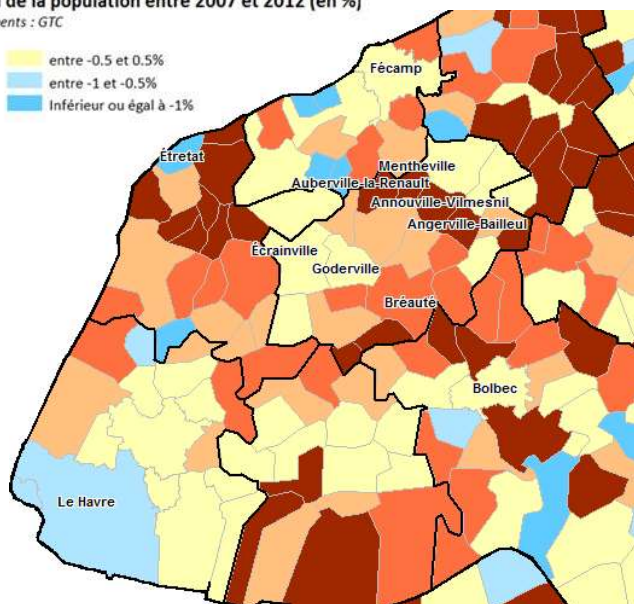 de la population entre 2007 et 2012 (en %)
ents : GTC
entre -0.5 et 0.5%
entre -1 et -0.5%
Inférieur ou égal à -1%
Fécamp
Étretat
Mentheville
Auberville-la-Renault
Annouville-Vilmesnil
Angerville-Bailleul
Écrainville
Goderville
Bréauté
Bolbec
Le Havre